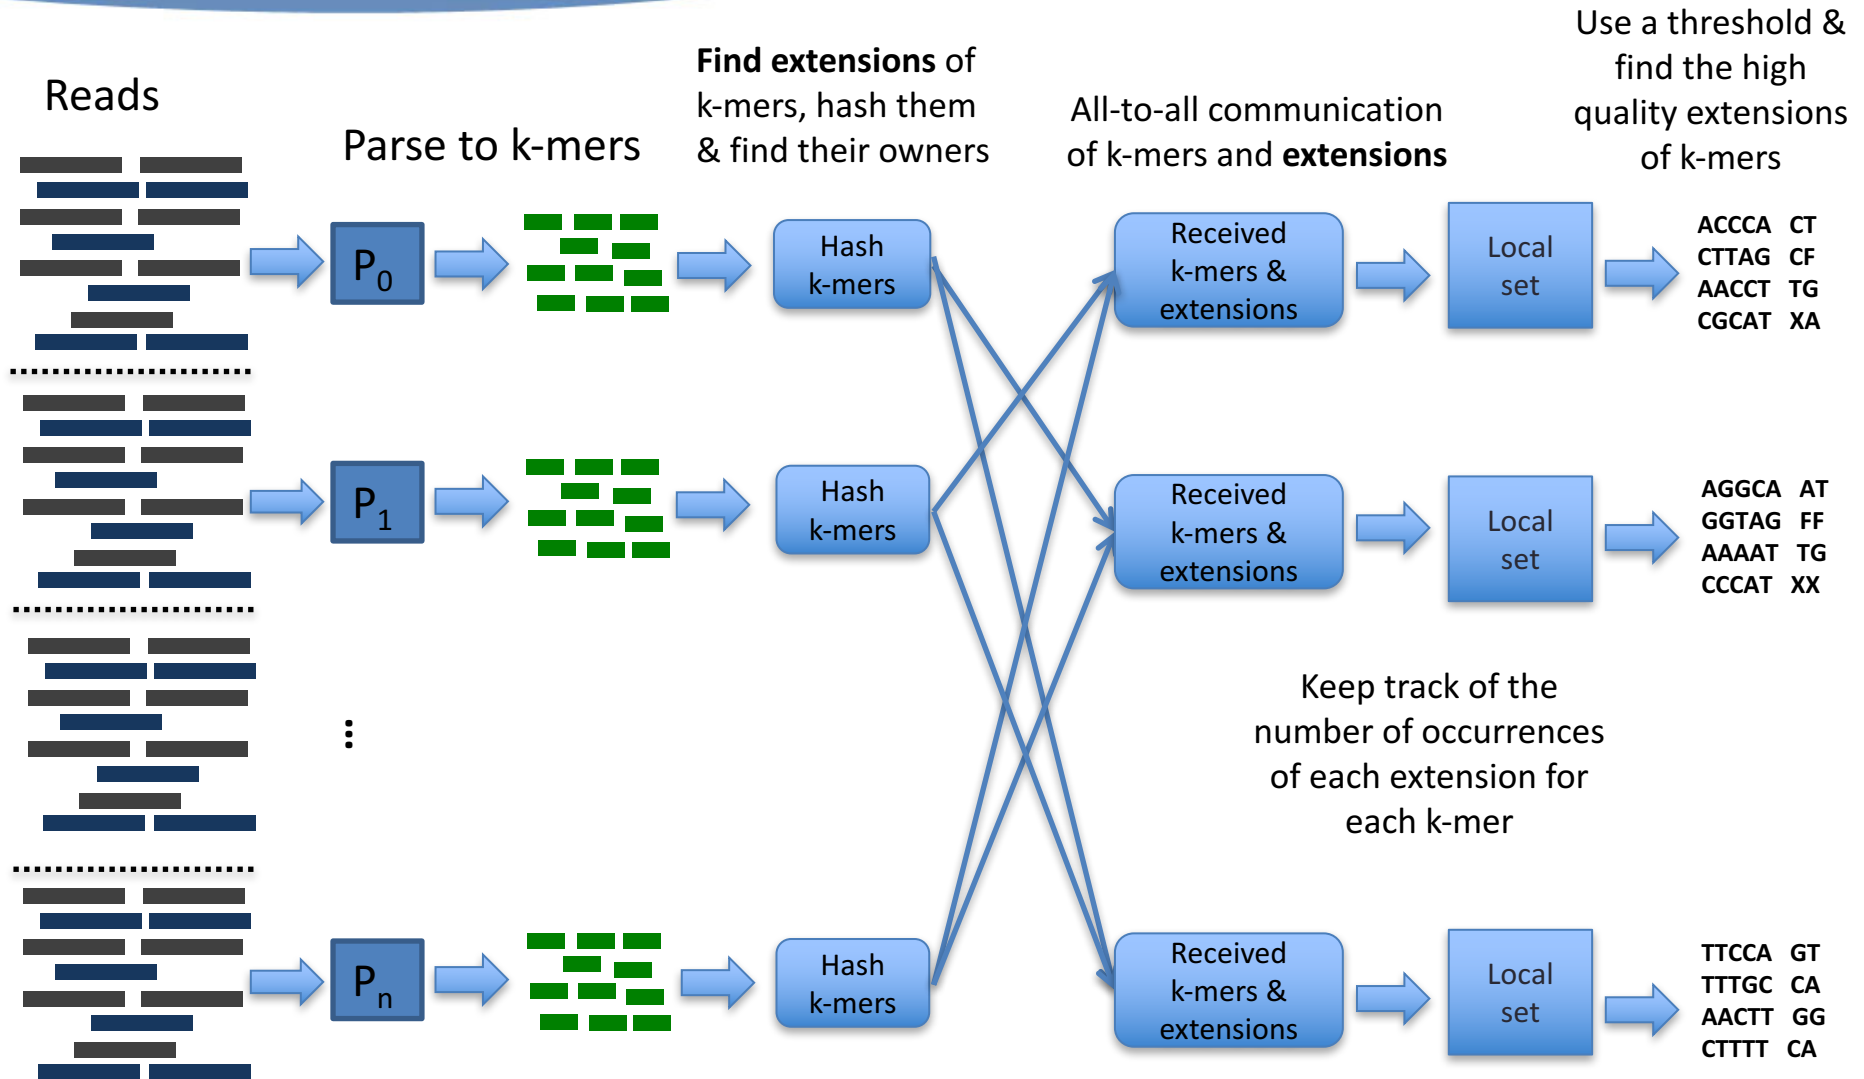 Reads
Parse to k-mers
Find extensions of
k-mers, hash them
& find their owners
All-to-all communication
of k-mers and extensions
Use a threshold &
find the high
quality extensions
of k-mers
P0
Hash
k-mers
Received
k-mers &
extensions
Local
set
ACCCA CT
CTTAG CF
AACCT TG
CGCAT XA
P1
Hash
k-mers
Received
k-mers &
extensions
Local
set
AGGCA AT
GGTAG FF
AAAAT TG
CCCAT XX
...
Keep track of the
number of occurrences
of each extension for
each k-mer
Pn
Hash
k-mers
Received
k-mers &
extensions
Local
set
TTCCA GT
TTTGC CA
AACTT GG
CTTTT CA